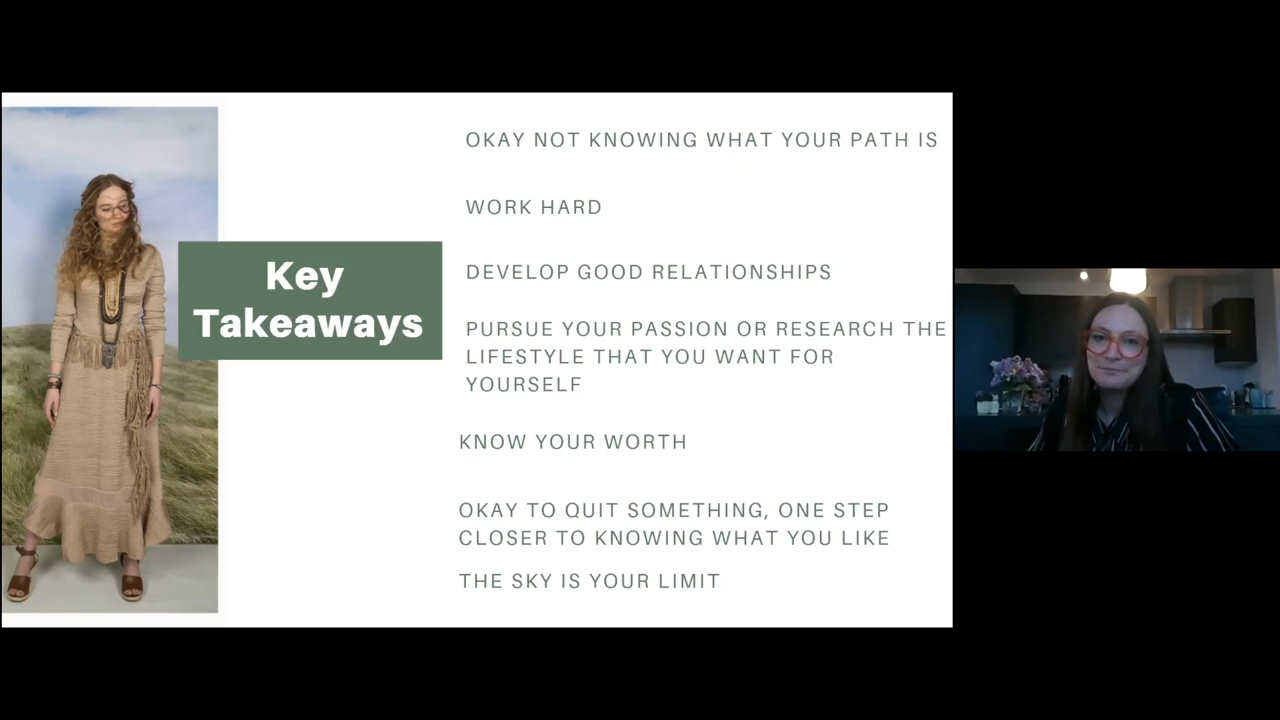 Key
Takeaways
OKAY NOT KNOWING WHAT YOUR PATH IS
WORK HARD
DEVELOP GOOD RELATIONSHIPS
PURSUE YOUR PASSION OR RESEARCH THE
LIFESTYLE THAT YOU WANT FOR
YOURSELF
KNOW YOUR WORTH
OKAY TO QUIT SOMETHING, ONE STEP
CLOSER TO KNOWING WHAT YOU LIKE
THE SKY IS YOUR LIMIT